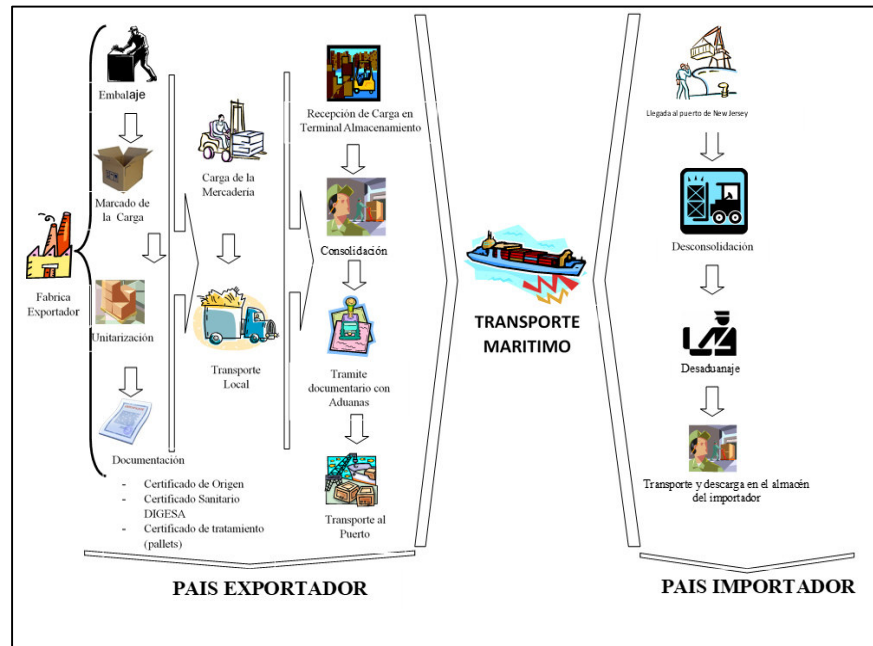 Embalaje
Marcado de
la Carga
Fabrica
Exportador
Unitarización
Documentación
- Certificado de Origen
- Certificado Sanitario
DIGESA
- Certificado de tratamiento
(pallets)
Carga de la
Mercadería
Transporte
Local
Recepción de Carga en
Terminal Almacenamiento
Consolidación
Tramite
documentario con
Aduanas
Transporte al
Puerto
PAIS EXPORTADOR
TRANSPORTE
MARITIMO
Llegada al puerto de New Jersey
Desconsolidación
Desaduanaje
Transporte y descarga en el almacén
del importador
PAIS IMPORTADOR